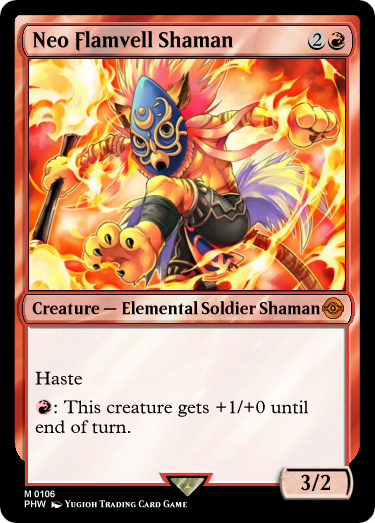 Neo Flamvell Shaman 2
Creature — Elemental Soldier Shaman
Haste
: This creature gets +1/+0 until
end of turn.
3/2
M 0106
PHW Yugioh Trading Card Game